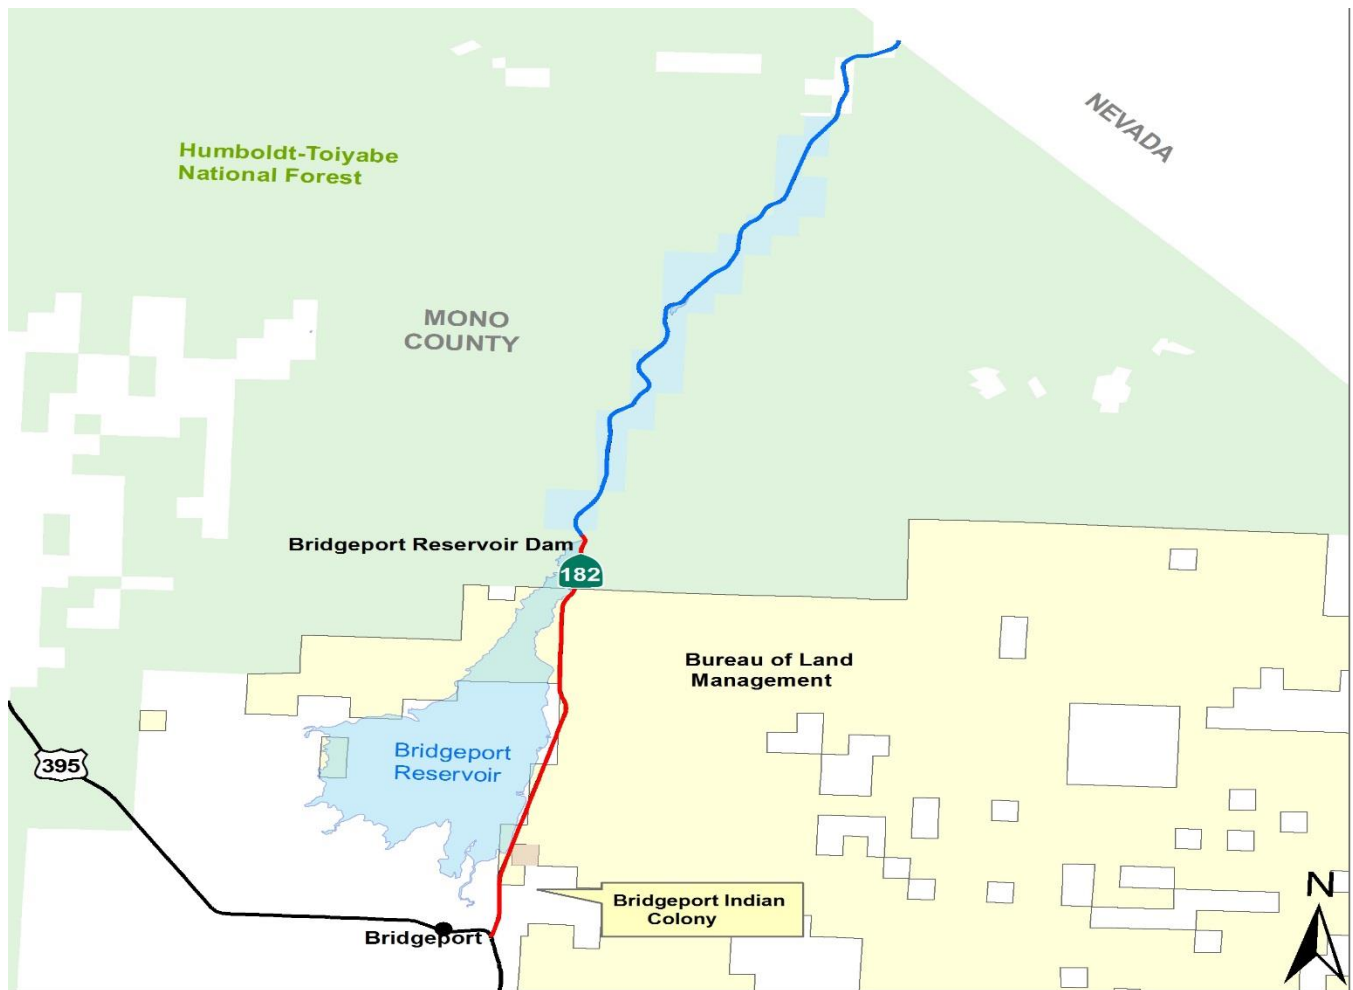 NEVADA
Humboldt-Toiyabe
National Forest
MONO
COUNTY
Bridgeport Reservoir Dam
182
Bureau of Land
Management
Bridgeport
Reservoir
395
Bridgeport Indian
Colony
Bridgeport
N